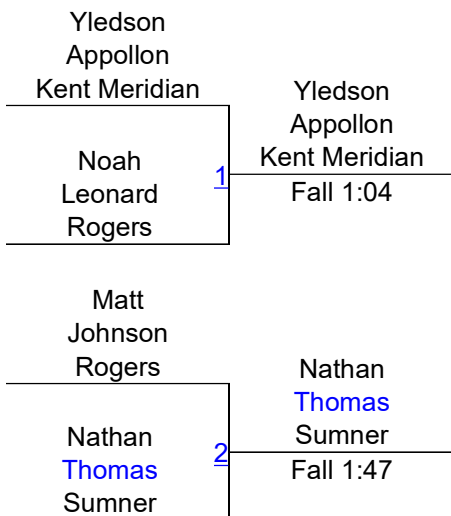 Yledson
Appollon
Kent Meridian
Noah
Leonard
Rogers
1
Yledson
Appollon
Kent Meridian
Fall 1:04
Matt
Johnson
Rogers
Nathan
Thomas
Sumner
2
Nathan
Thomas
Sumner
Fall 1:47